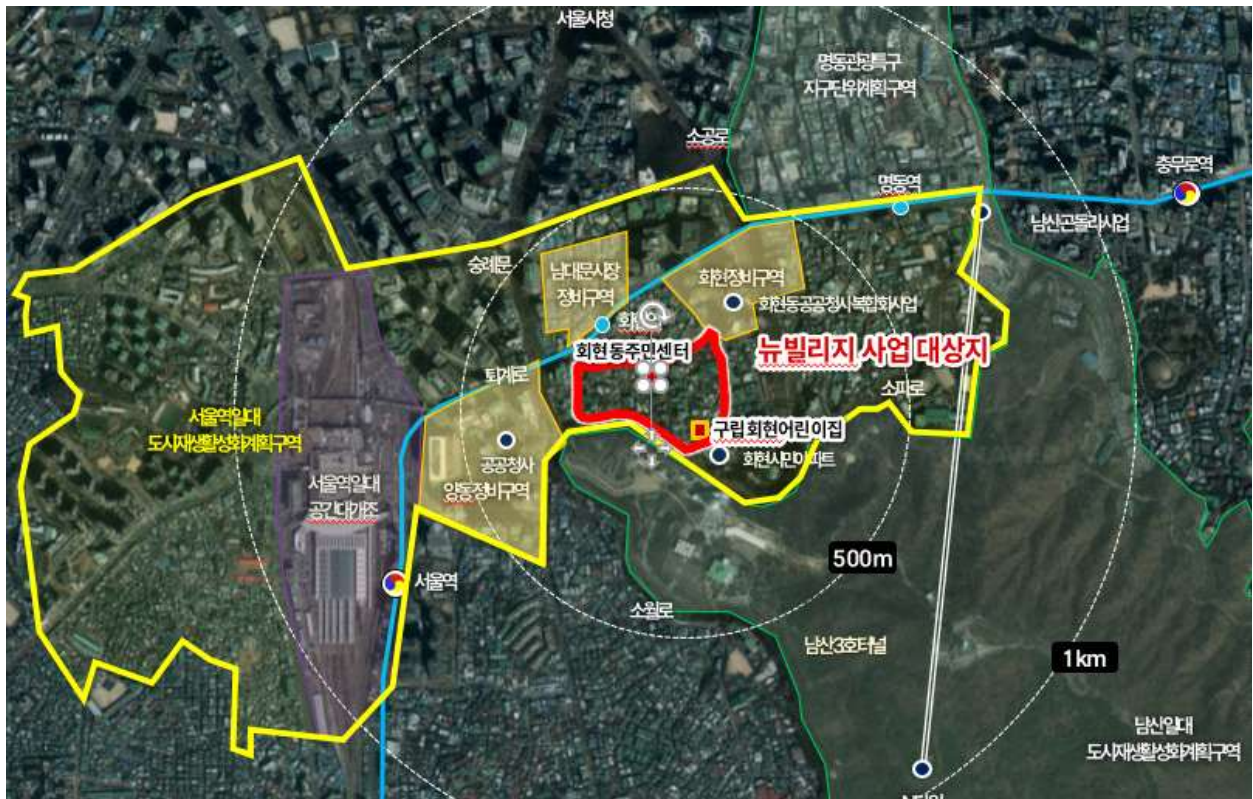 서울시청
명동관광특구
지구단위계획구역
소공로
충무로역
명동역
남산곤돌라사업
숭례문
남대문시장
정비구역
회현정비구역
회현동공공청사복합화사업
회현동주민센터
뉴빌리지 사업 대상지
퇴계로
소파로
서울역일대
도시재생활성화계획구역
구립회현어린이집
회현시민아파트
공공청사
양동정비구역
서울역일대
공간대개조
500m
서울역
소월로
남산3호터널
1km
남산일대
도시재생활성화계획구역